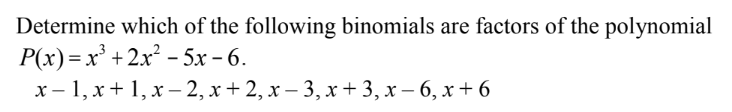 Determine which of the following binomials are factors of the polynomial
P(x) = x³ + 2x² − 5x − 6.
x − 1, x + 1, x − 2, x + 2, x − 3, x + 3, x − 6, x + 6